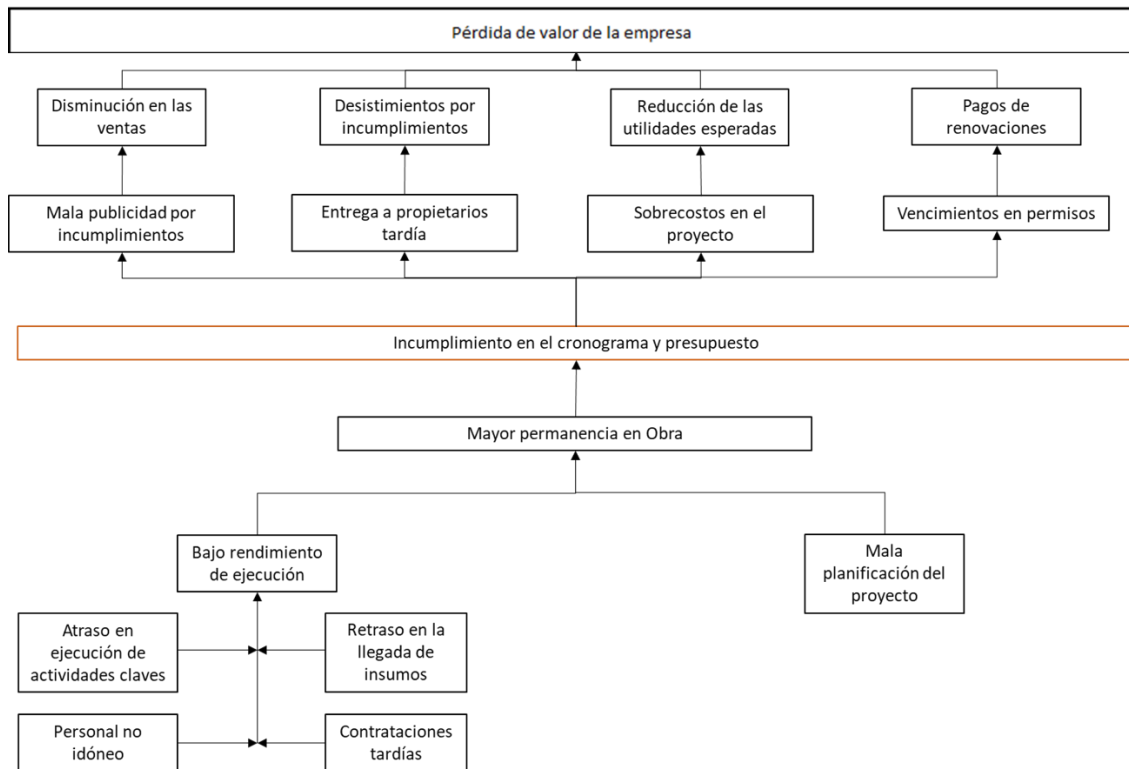 Pérdida de valor de la empresa
Disminución en las
ventas
Desistimientos por
incumplimientos
Reducción de las
utilidades esperadas
Pagos de
renovaciones
Mala publicidad por
incumplimientos
Entrega a propietarios
tardía
Sobrecostos en el
proyecto
Vencimientos en permisos
Incumplimiento en el cronograma y presupuesto
Mayor permanencia en Obra
Bajo rendimiento
de ejecución
Mala
planificación del
proyecto
Atraso en
ejecución de
actividades claves
Retraso en la
llegada de
insumos
Personal no
idóneo
Contrataciones
tardías